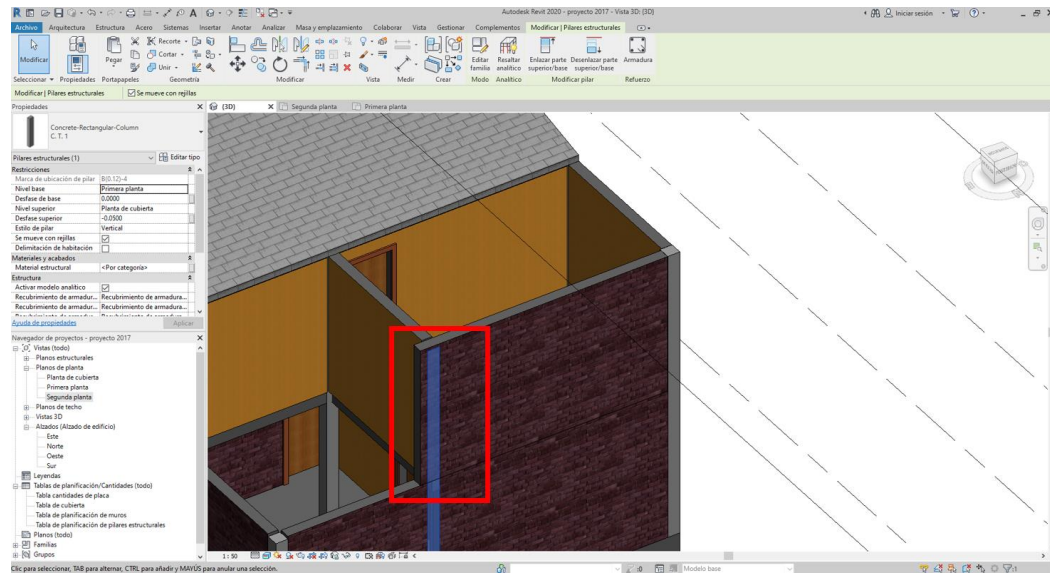 Autodesk Revit 2020 - proyecto 2017 - Vista 3D: {3D}
Iniciar sesión
Archivo Arquitectura Estructura Acero Sistemas Insertar Anotar Analizar Masa y emplazamiento Colaborar Vista Gestionar Complementos Modificar | Pilares estructurales
Modificar
Propiedades
Pegar
Recorte
Cortar
Unir
Editar familia
Resaltar analítico
Enlazar parte superior/base
Desenlazar parte superior/base
Armadura
Seleccionar Propiedades Portapapeles Geometría Modificar Vista Medir Crear Modo Analítico Modificar pilar Refuerzo
Modificar | Pilares estructurales Se mueve con rejillas
Propiedades
{3D} Segunda planta Primera planta
Concrete-Rectangular-Column
C. T. 1
Pilares estructurales (1) Editar tipo
Restricciones
Marca de ubicación de pilar B(0.12)-4
Nivel base Primera planta
Desfase de base 0.0000
Nivel superior Planta de cubierta
Desfase superior -0.0500
Estilo de pilar Vertical
Se mueve con rejillas
Delimitación de habitación
Materiales y acabados
Material estructural <Por categoría>
Estructura
Activar modelo analítico
Recubrimiento de armadur... Recubrimiento de armadura...
Recubrimiento de armadur... Recubrimiento de armadura...
Ayuda de propiedades Aplicar
Navegador de proyectos - proyecto 2017
Vistas (todo)
Planos estructurales
Planos de planta
Planta de cubierta
Primera planta
Segunda planta
Planos de techo
Vistas 3D
Alzados (Alzado de edificio)
Este
Norte
Oeste
Sur
Leyendas
Tablas de planificación/Cantidades (todo)
Tabla cantidades de placa
Tabla de cubierta
Tabla de planificación de muros
Tabla de planificación de pilares estructurales
Planos (todo)
Familias
Grupos
1 : 50
Clic para seleccionar, TAB para alternar, CTRL para añadir y MAYÚS para anular una selección.
:0 Modelo base